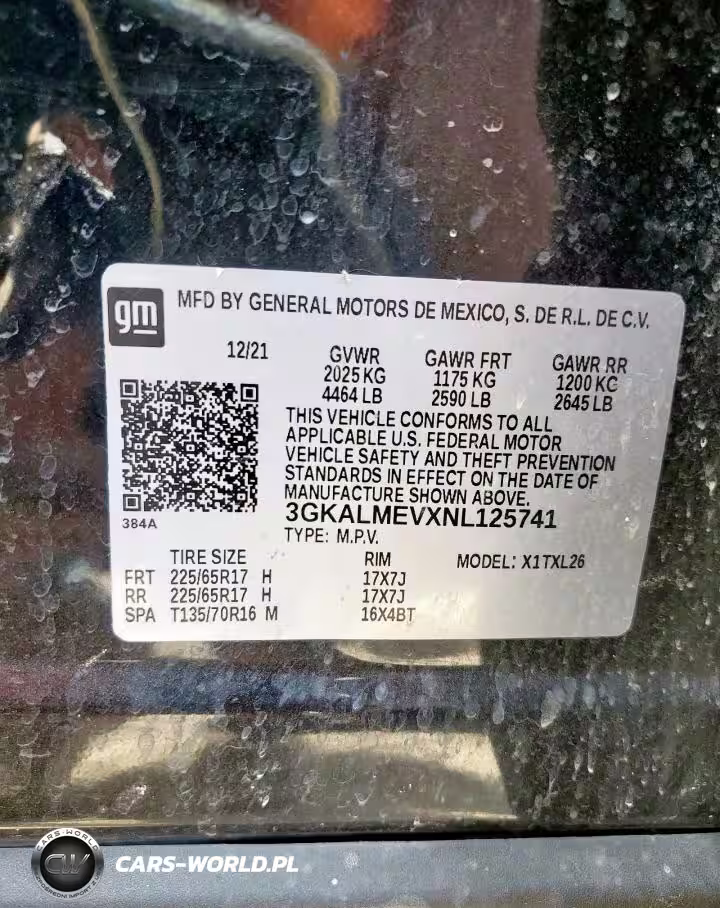 gm MFD BY GENERAL MOTORS DE MEXICO, S. DE R.L. DE C.V.
12/21 GVWR GAWR FRT GAWR RR
2025 KG 1175 KG 1200 KG
4464 LB 2590 LB 2645 LB
THIS VEHICLE CONFORMS TO ALL
APPLICABLE U.S. FEDERAL MOTOR
VEHICLE SAFETY AND THEFT PREVENTION
STANDARDS IN EFFECT ON THE DATE OF
MANUFACTURE SHOWN ABOVE.
384A
3GKALMEVXNL125741
TYPE: M.P.V.
TIRE SIZE RIM MODEL: X1TXL26
FRT 225/65R17 H 17X7J
RR 225/65R17 H 17X7J
SPA T135/70R16 M 16X4BT
CARS-WORLD
CW
CARS-WORLD.PL